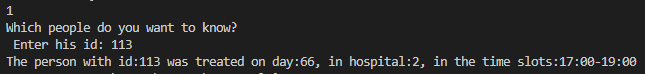 1
Which people do you want to know?
Enter his id: 113
The person with id:113 was treated on day:66, in hospital:2, in the time slots:17:00-19:00